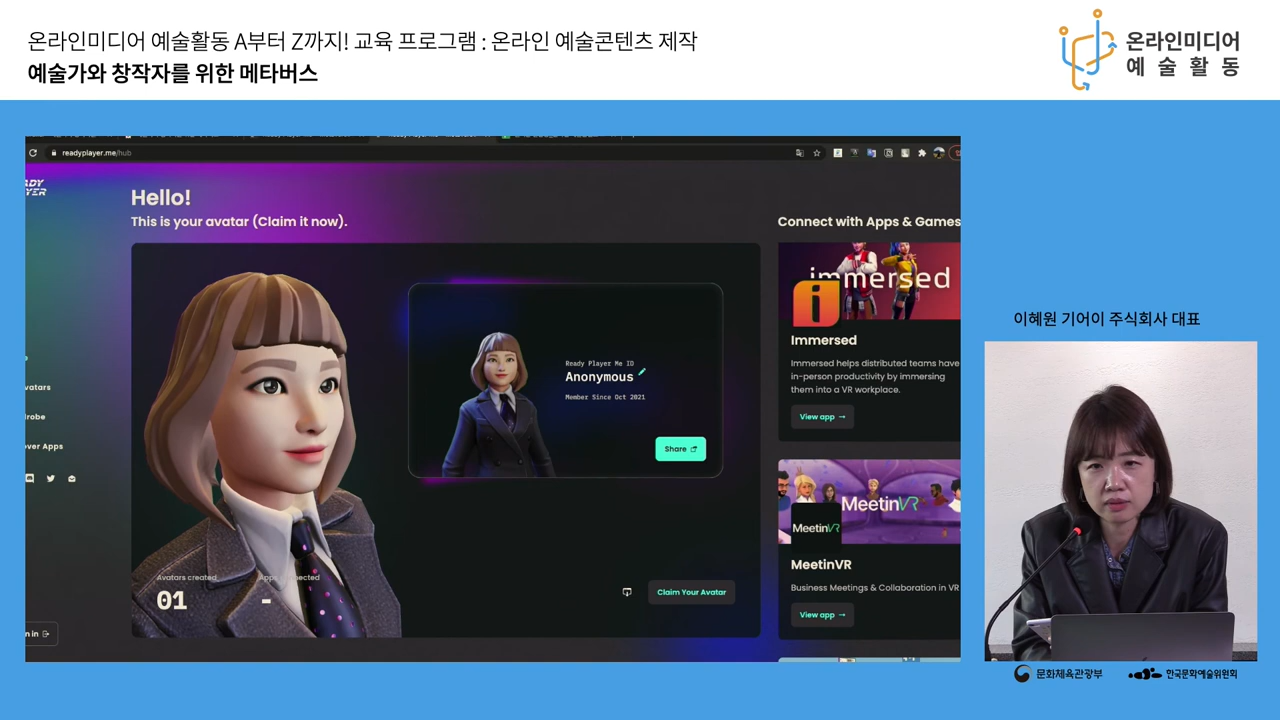 온라인미디어 예술활동 A부터 Z까지! 교육 프로그램 : 온라인 예술콘텐츠 제작
예술가와 창작자를 위한 메타버스
온라인미디어
예술활동
readyplayer.me/hub
ADY
YER
Hello!
This is your avatar (Claim it now).
Connect with Apps & Games
immersed
Immersed
Immersed helps distributed teams have
in-person productivity by immersing
them into a VR workplace.
View app →
Ready Player Me ID
Anonymous
Member Since Oct 2021
Share
vatars
robe
ver Apps
MeetinVR
MeetinVR
MeetinVR
Business Meetings & Collaboration in VR
View app →
Avatars created
01
-
Claim Your Avatar
n in
이혜원 기어이 주식회사 대표
문화체육관광부
한국문화예술위원회